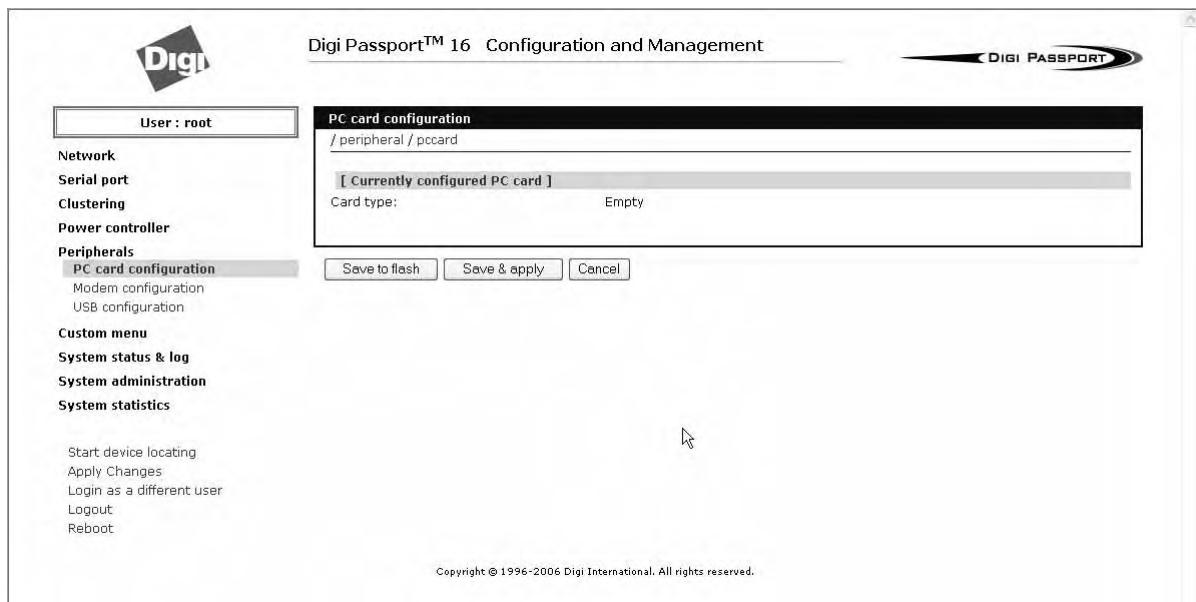 Digi
Digi Passport™ 16 Configuration and Management
DIGI PASSPORT
User : root
Network
Serial port
Clustering
Power controller
Peripherals
PC card configuration
Modem configuration
USB configuration
Custom menu
System status & log
System administration
System statistics
Start device locating
Apply Changes
Login as a different user
Logout
Reboot
PC card configuration
/ peripheral / pccard
[ Currently configured PC card ]
Card type: Empty
Save to flash Save & apply Cancel
Copyright © 1996-2006 Digi International. All rights reserved.